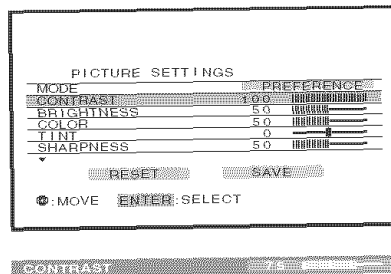 PICTURE SETTINGS
MODE PREFERENCE
CONTRAST 100
BRIGHTNESS 50
COLOR 50
TINT 0
SHARPNESS 50
RESET SAVE
:MOVE ENTER:SELECT
CONTRAST 75